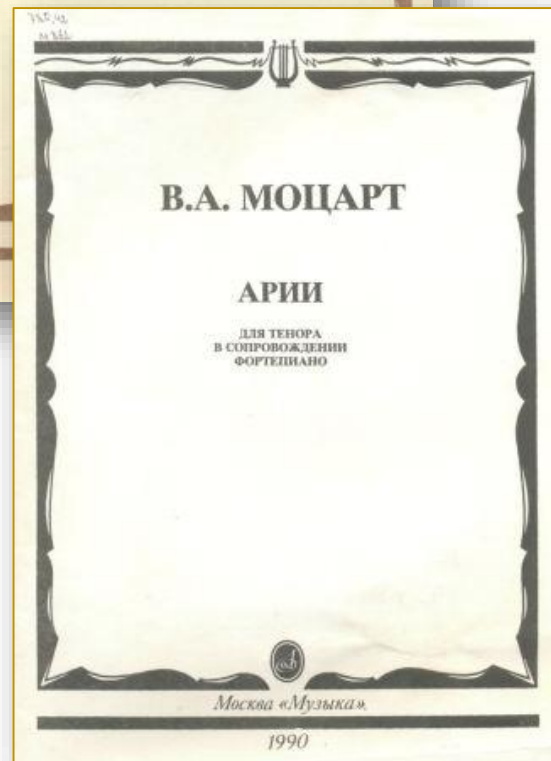 В.А. МОЦАРТ
АРИИ
ДЛЯ ТЕНОРА
В СОПРОВОЖДЕНИИ
ФОРТЕПИАНО
Москва «Музыка»
1990